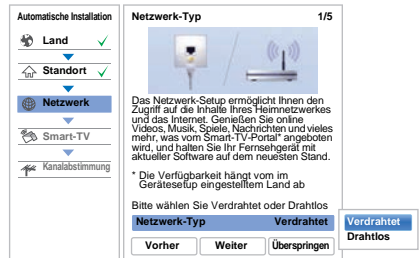 Automatische Installation
Land
Standort
Netzwerk
Smart-TV
Kanalabstimmung
Netzwerk-Typ 1/5
Das Netzwerk-Setup ermöglicht Ihnen den
Zugriff auf die Inhalte Ihres Heimnetzwerkes
und das Internet. Genießen Sie online
Videos, Musik, Spiele, Nachrichten und vieles
mehr, was vom Smart-TV-Portal* angeboten
wird, und halten Sie Ihr Fernsehgerät mit
aktueller Software auf dem neuesten Stand.
* Die Verfügbarkeit hängt vom im
Gerätesetup eingestelltem Land ab
Bitte wählen Sie Verdrahtet oder Drahtlos
Netzwerk-Typ Verdrahtet
Vorher Weiter Überspringen
Verdrahtet
Drahtlos